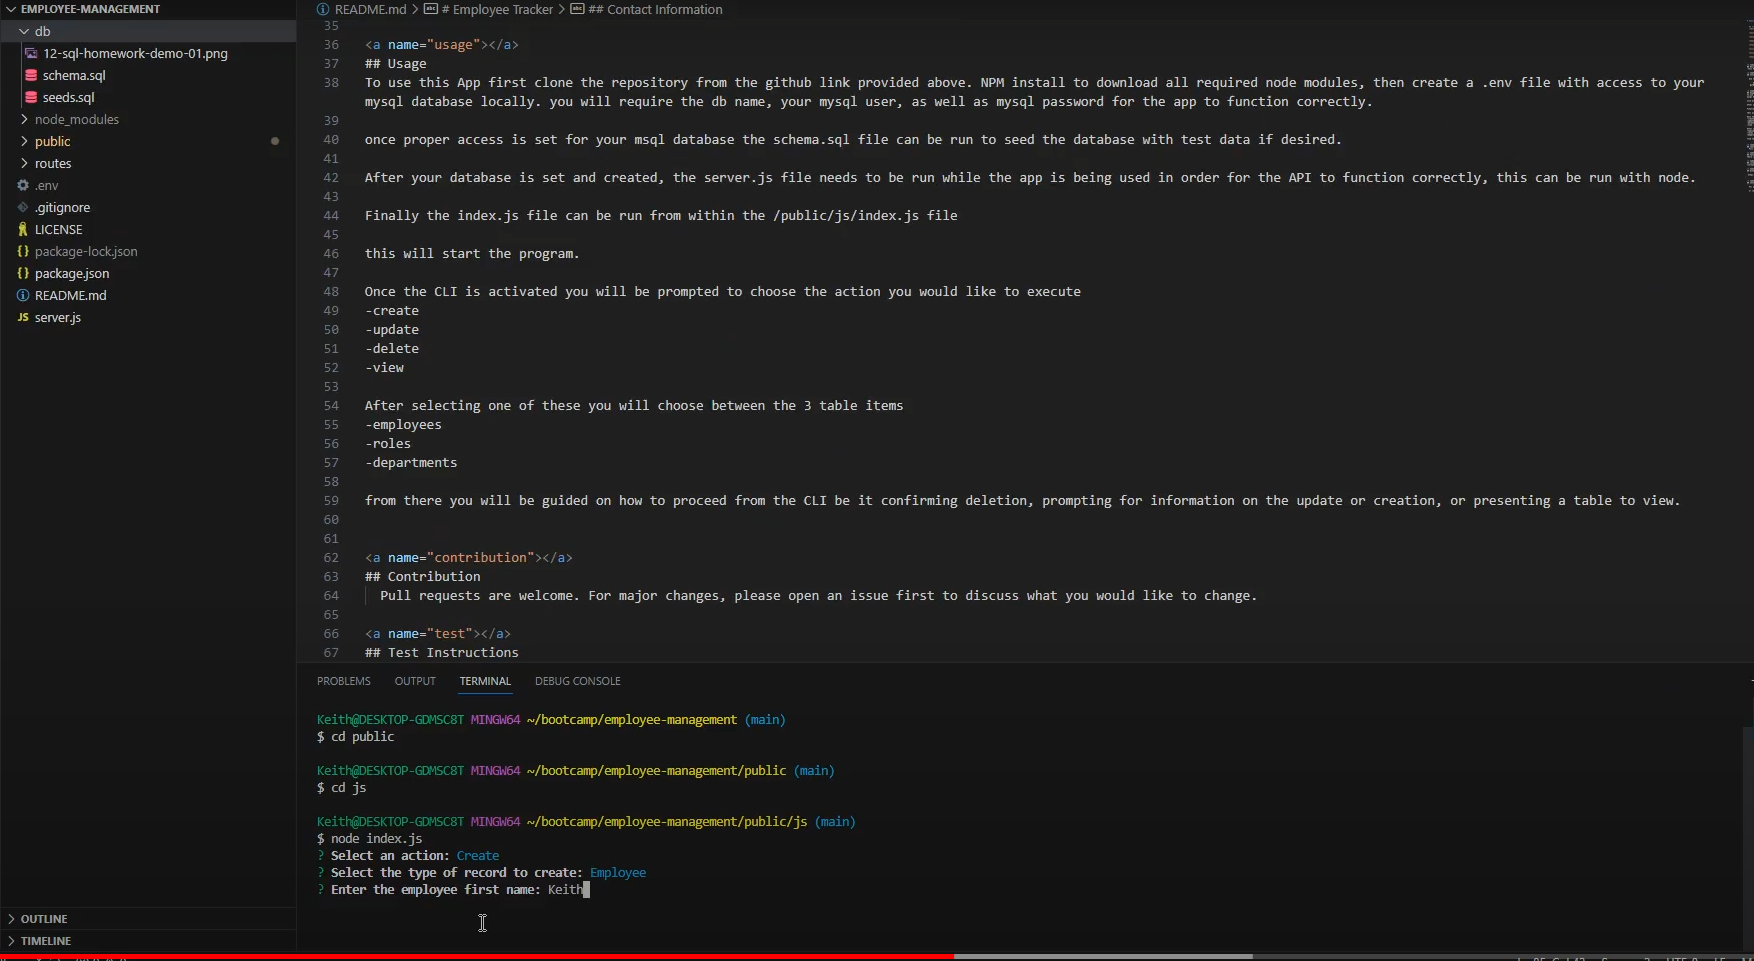 EMPLOYEE-MANAGEMENT
db
12-sql-homework-demo-01.png
schema.sql
seeds.sql
node_modules
public
routes
.env
.gitignore
LICENSE
package-lock.json
package.json
README.md
JS server.js
OUTLINE
TIMELINE
README.md > # Employee Tracker > ## Contact Information
35
36 <a name="usage"></a>
37 ## Usage
38 To use this App first clone the repository from the github link provided above. NPM install to download all required node modules, then create a .env file with access to your
mysql database locally. you will require the db name, your mysql user, as well as mysql password for the app to function correctly.
39
40 once proper access is set for your msql database the schema.sql file can be run to seed the database with test data if desired.
41
42 After your database is set and created, the server.js file needs to be run while the app is being used in order for the API to function correctly, this can be run with node.
43
44 Finally the index.js file can be run from within the /public/js/index.js file
45
46 this will start the program.
47
48 Once the CLI is activated you will be prompted to choose the action you would like to execute
49 -create
50 -update
51 -delete
52 -view
53
54 After selecting one of these you will choose between the 3 table items
55 -employees
56 -roles
57 -departments
58
59 from there you will be guided on how to proceed from the CLI be it confirming deletion, prompting for information on the update or creation, or presenting a table to view.
60
61
62 <a name="contribution"></a>
63 ## Contribution
64 Pull requests are welcome. For major changes, please open an issue first to discuss what you would like to change.
65
66 <a name="test"></a>
67 ## Test Instructions
PROBLEMS OUTPUT TERMINAL DEBUG CONSOLE
Keith@DESKTOP-GDMSC8T MINGW64 ~/bootcamp/employee-management (main)
$ cd public
Keith@DESKTOP-GDMSC8T MINGW64 ~/bootcamp/employee-management/public (main)
$ cd js
Keith@DESKTOP-GDMSC8T MINGW64 ~/bootcamp/employee-management/public/js (main)
$ node index.js
? Select an action: Create
? Select the type of record to create: Employee
? Enter the employee first name: Keith